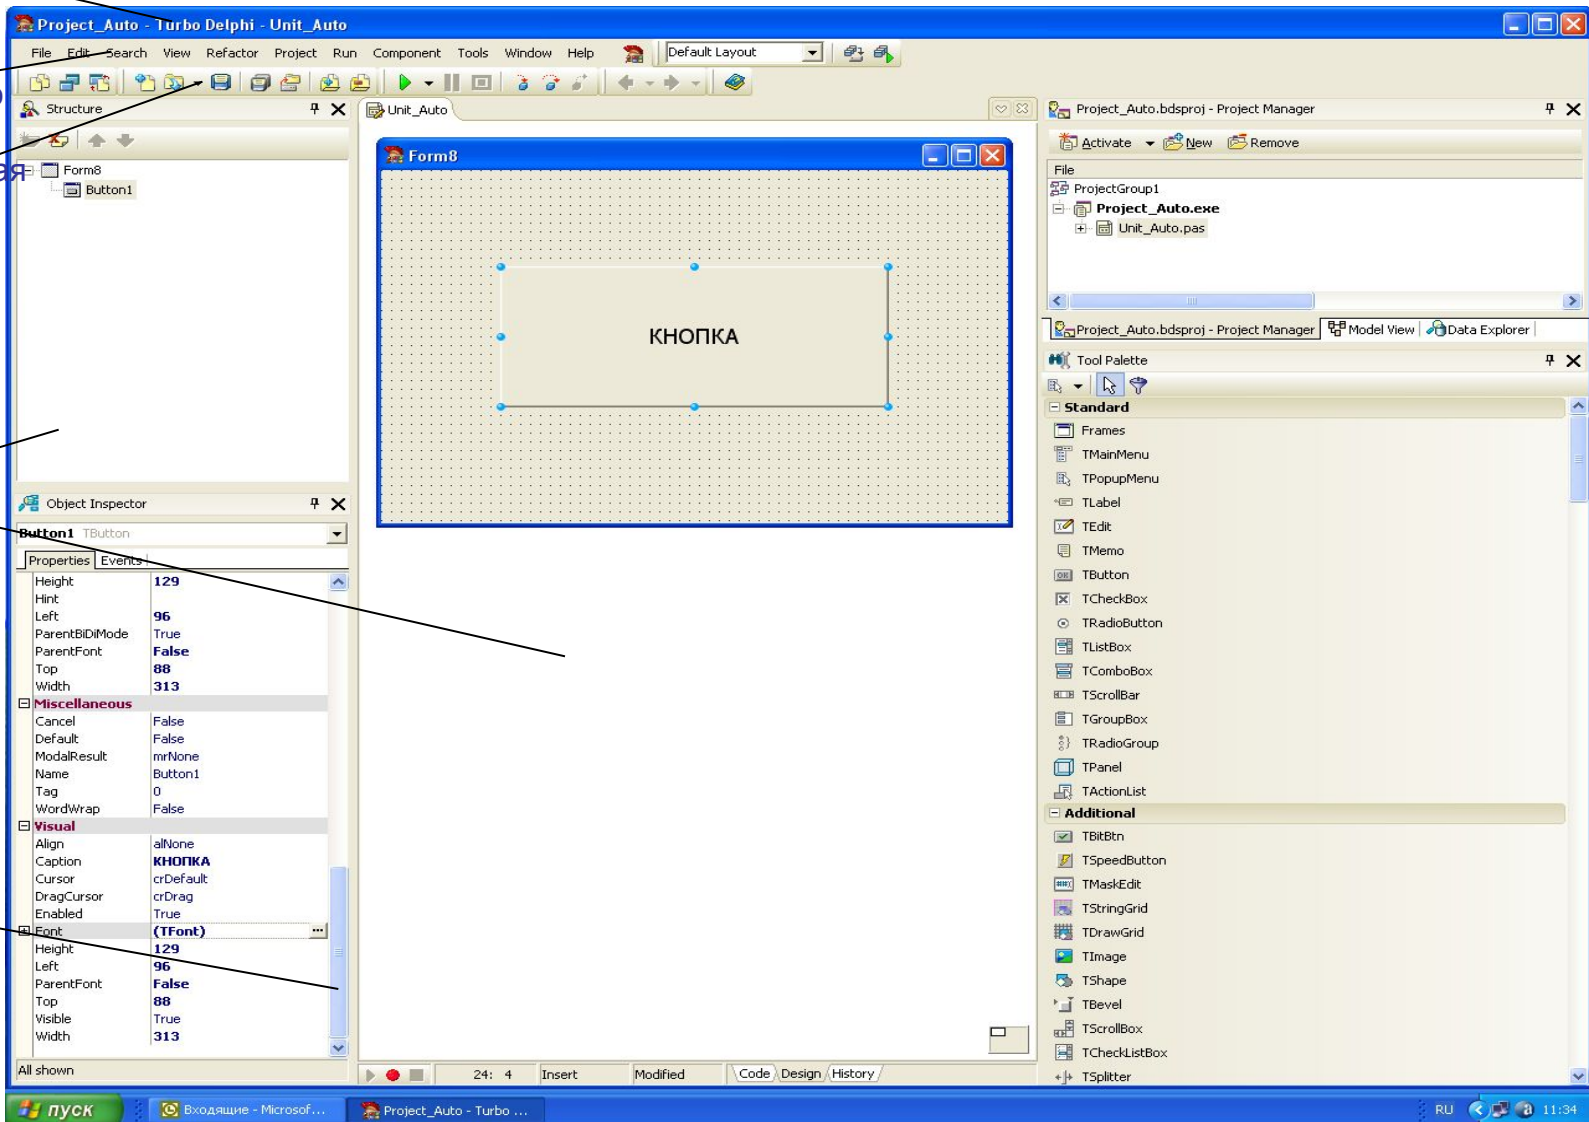 Project_Auto - Turbo Delphi - Unit_Auto
File Edit Search View Refactor Project Run Component Tools Window Help Default Layout
Structure
Form8
Button1
Unit_Auto
Form8
КНОПКА
Project_Auto.bdsproj - Project Manager
Activate New Remove
File
ProjectGroup1
Project_Auto.exe
Unit_Auto.pas
Project_Auto.bdsproj - Project Manager Model View Data Explorer
Tool Palette
Standard
Frames
TMainMenu
TPopupMenu
TLabel
TEdit
TMemo
TButton
TCheckBox
TRadioButton
TListBox
TComboBox
TScrollBar
TGroupBox
TRadioGroup
TPanel
TActionList
Additional
TBitBtn
TSpeedButton
TMaskEdit
TStringGrid
TDrawGrid
TImage
TShape
TBevel
TScrollBox
TCheckListBox
TSplitter
Object Inspector
Button1 TButton
Properties Events
Height 129
Hint
Left 96
ParentBiDiMode True
ParentFont False
Top 88
Width 313
Miscellaneous
Cancel False
Default False
ModalResult mrNone
Name Button1
Tag 0
WordWrap False
Visual
Align alNone
Caption КНОПКА
Cursor crDefault
DragCursor crDrag
Enabled True
Font (TFont) ...
Height 129
Left 96
ParentFont False
Top 88
Visible True
Width 313
All shown
24: 4 Insert Modified Code Design History
пуск Входящие - Microsof... Project_Auto - Turbo ... RU 11:34